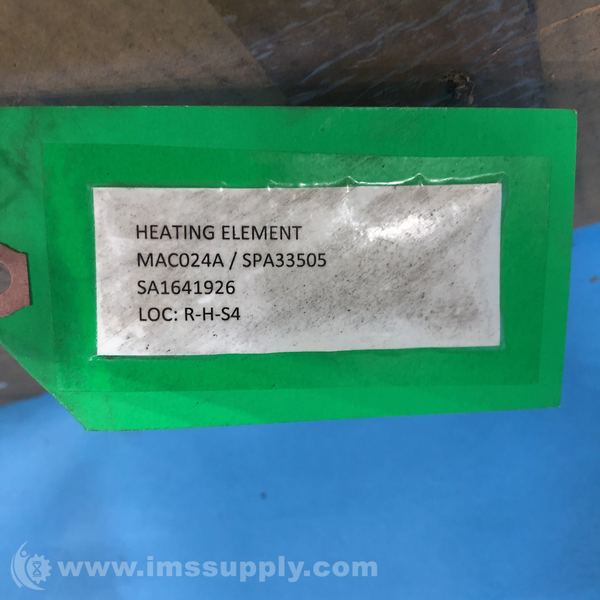 HEATING ELEMENT
MAC024A / SPA33505
SA1641926
LOC: R-H-S4
www.imssupply.com